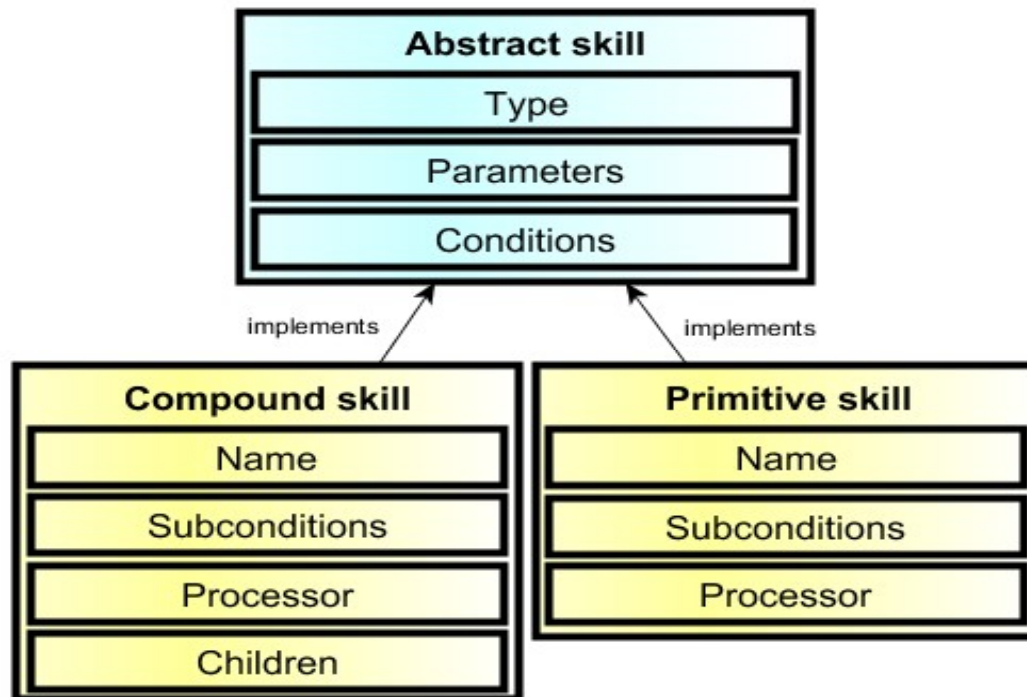 Abstract skill
Type
Parameters
Conditions
implements
implements
Compound skill
Name
Subconditions
Processor
Children
Primitive skill
Name
Subconditions
Processor